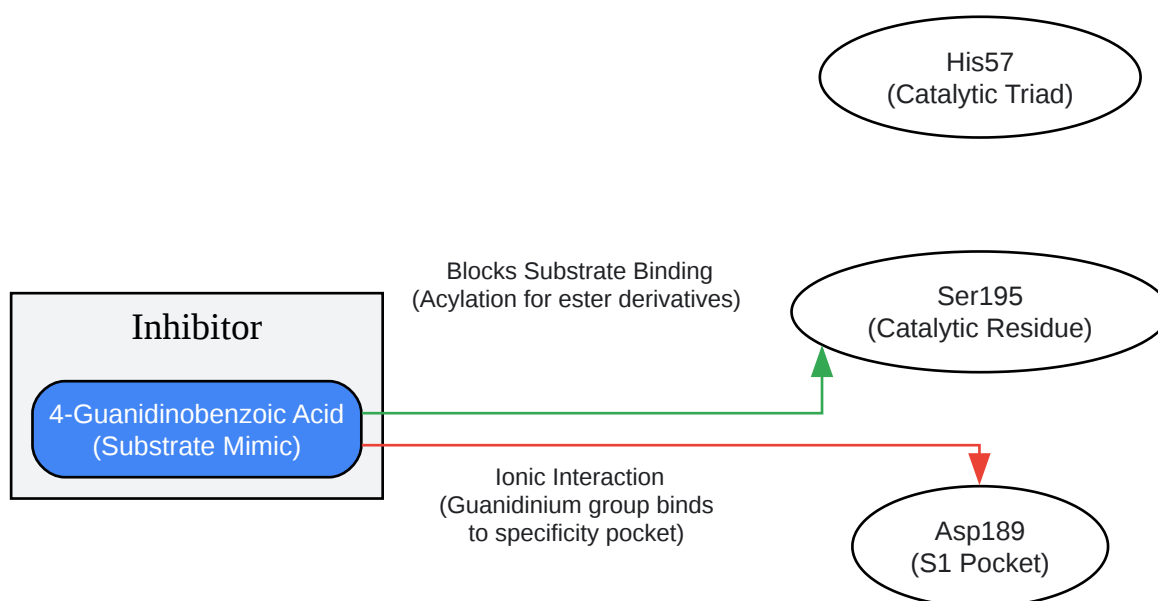 His57
(Catalytic Triad)
Blocks Substrate Binding
(Acylation for ester derivatives)
Ser195
(Catalytic Residue)
Inhibitor
4-Guanidinobenzoic Acid
(Substrate Mimic)
Ionic Interaction
(Guanidinium group binds
to specificity pocket)
Asp189
(S1 Pocket)